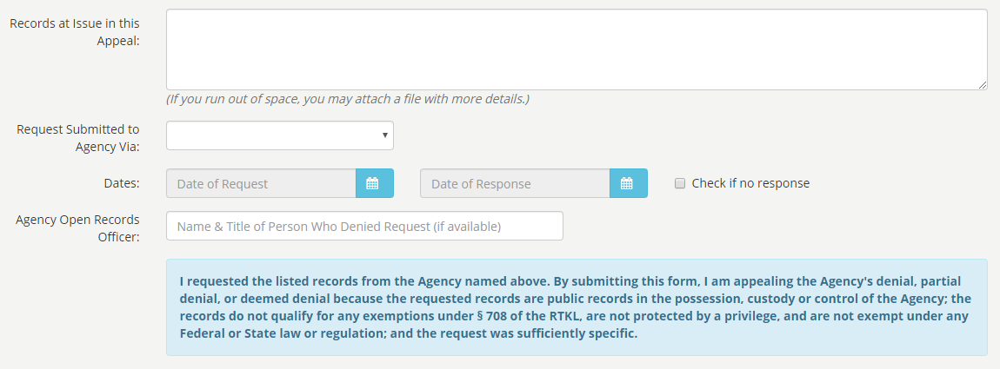 Records at Issue in this
Appeal:
(If you run out of space, you may attach a file with more details.)
Request Submitted to
Agency Via:
Dates:
Date of Request
Date of Response
Check if no response
Agency Open Records
Officer:
Name & Title of Person Who Denied Request (if available)
I requested the listed records from the Agency named above. By submitting this form, I am appealing the Agency's denial, partial
denial, or deemed denial because the requested records are public records in the possession, custody or control of the Agency; the
records do not qualify for any exemptions under § 708 of the RTKL, are not protected by a privilege, and are not exempt under any
Federal or State law or regulation; and the request was sufficiently specific.